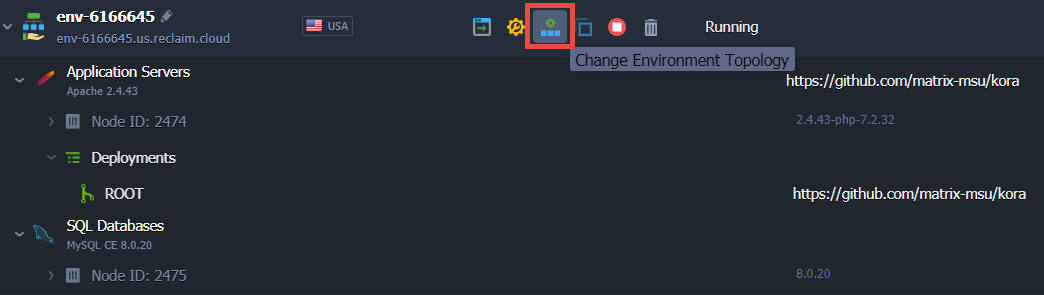 env-6166645
env-6166645.us.reclaim.cloud
USA
Running
Change Environment Topology
Application Servers
Apache 2.4.43
https://github.com/matrix-msu/kora
Node ID: 2474
2.4.43-php-7.2.32
Deployments
ROOT
https://github.com/matrix-msu/kora
SQL Databases
MySQL CE 8.0.20
Node ID: 2475
8.0.20